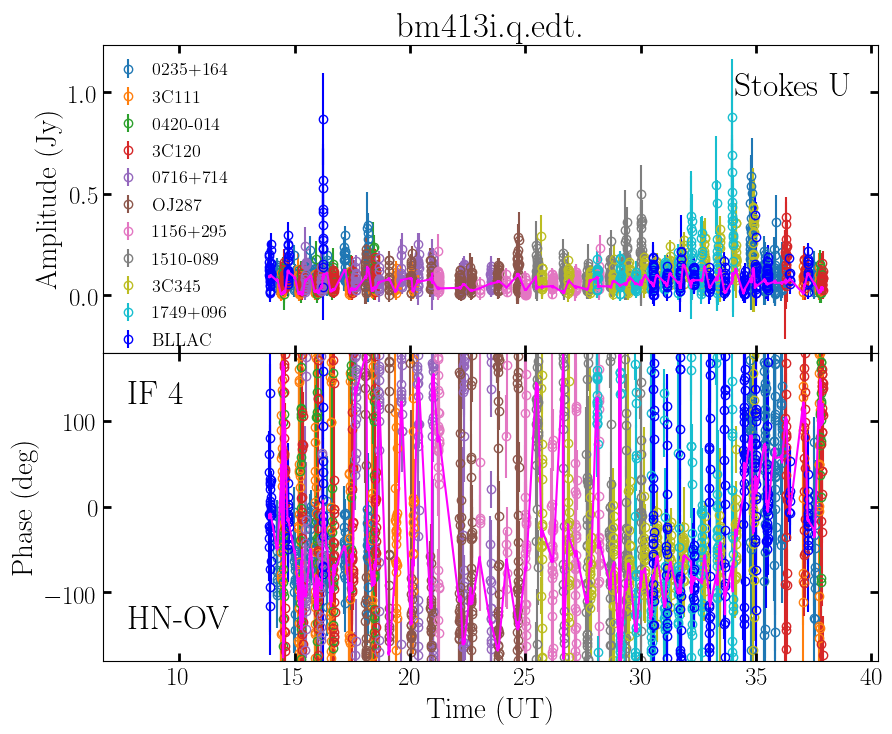 bm413i.q.edt.
Stokes U
0235+164
3C111
0420-014
3C120
0716+714
OJ287
1156+295
1510-089
3C345
1749+096
BLLAC
1.0
0.5
0.0
Amplitude (Jy)
IF 4
HN-OV
100
0
−100
Phase (deg)
10 15 20 25 30 35 40
Time (UT)